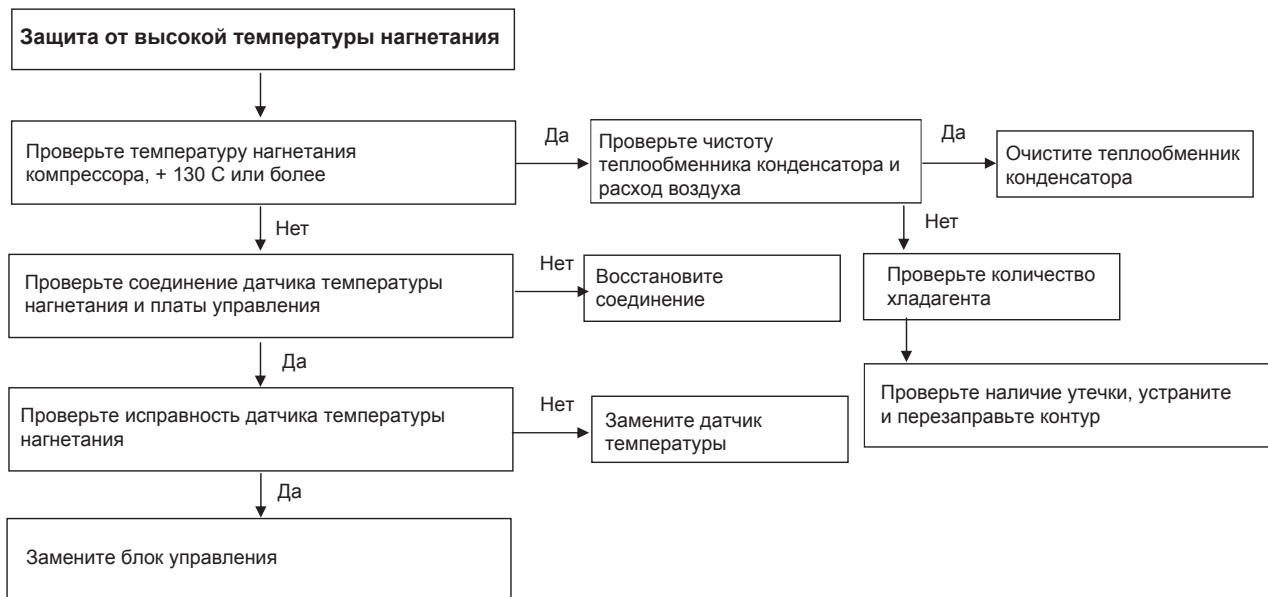 Защита от высокой температуры нагнетания
Проверьте температуру нагнетания
компрессора, + 130 С или более
Да
Проверьте чистоту
теплообменника конденсатора и
расход воздуха
Да
Очистите теплообменник
конденсатора
Нет
Нет
Проверьте соединение датчика температуры
нагнетания и платы управления
Нет
Восстановите
соединение
Проверьте количество
хладагента
Да
Проверьте исправность датчика температуры
нагнетания
Нет
Замените датчик
температуры
Проверьте наличие утечки, устраните
и перезаправьте контур
Да
Замените блок управления